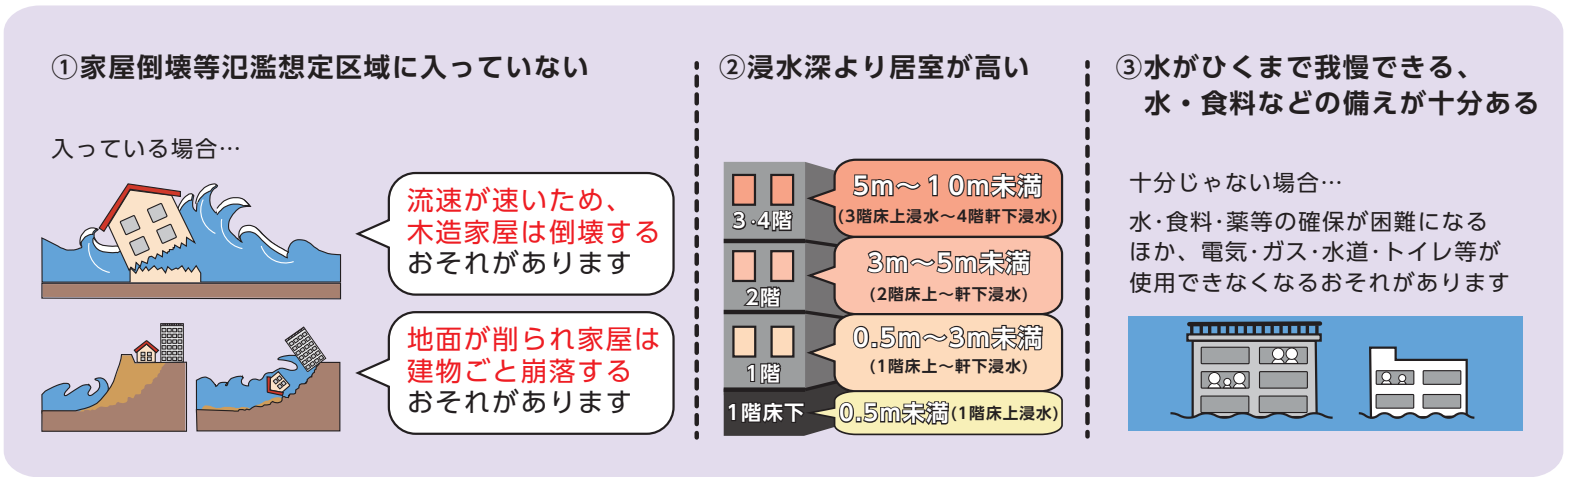 ①家屋倒壊等氾濫想定区域に入っていない
入っている場合…
流速が速いため、
木造家屋は倒壊する
おそれがあります
地面が削られ家屋は
建物ごと崩落する
おそれがあります
②浸水深より居室が高い
3・4階
5m〜10m未満
(3階床上浸水〜4階軒下浸水)
2階
3m〜5m未満
(2階床上〜軒下浸水)
1階
0.5m〜3m未満
(1階床上〜軒下浸水)
1階床下
0.5m未満(1階床上浸水)
③水がひくまで我慢できる、
水・食料などの備えが十分ある
十分じゃない場合…
水・食料・薬等の確保が困難になる
ほか、電気・ガス・水道・トイレ等が
使用できなくなるおそれがあります